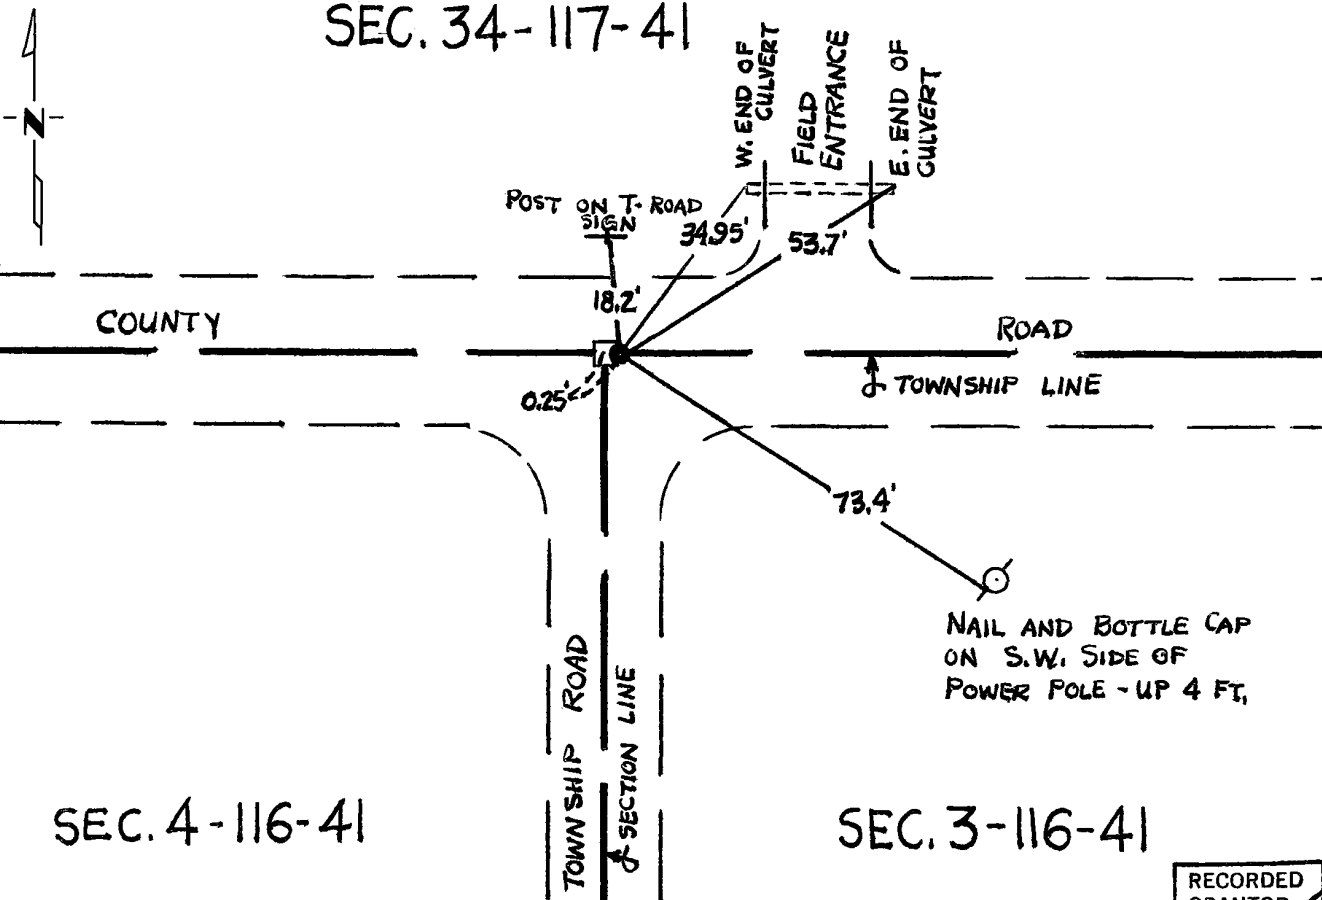 SEC. 34-117-41
N
W. END OF
CULVERT
FIELD
ENTRANCE
E. END OF
CULVERT
POST ON T-ROAD
SIGN
34.95'
53.7'
18.2'
COUNTY
ROAD
0.25'
TOWNSHIP LINE
73.4'
NAIL AND BOTTLE CAP
ON S.W. SIDE OF
POWER POLE - UP 4 FT.
TOWNSHIP ROAD
SECTION LINE
SEC. 4-116-41
SEC. 3-116-41
RECORDED